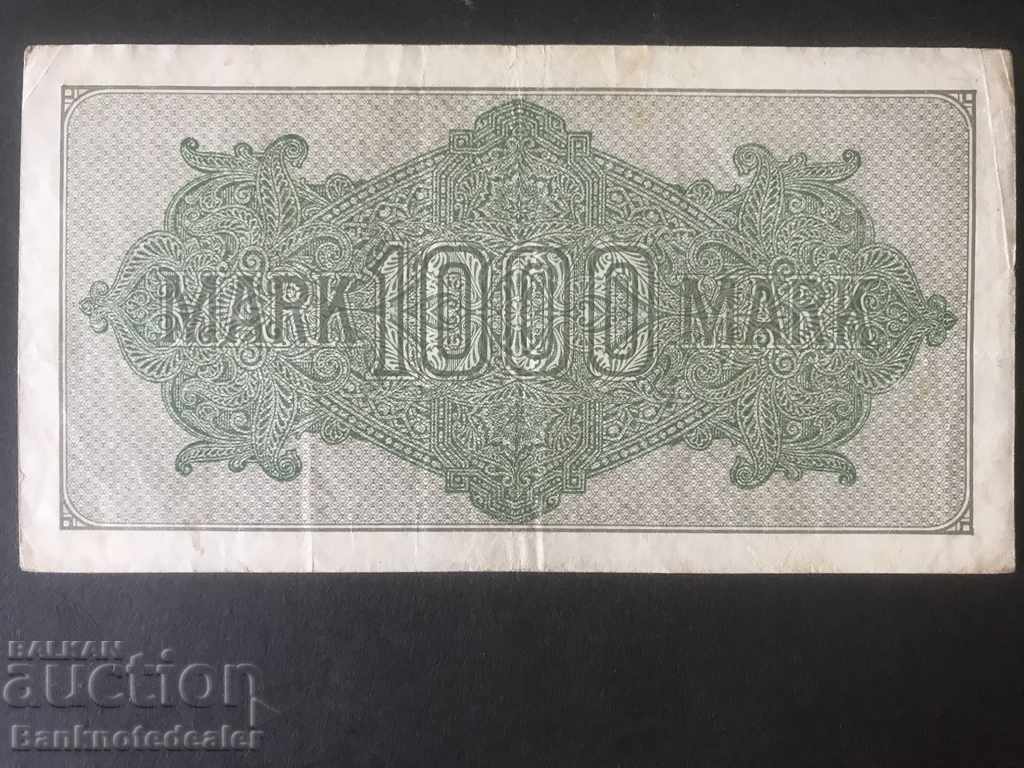 MARK 1000 MARK
BALKAN
auction
Banknotedealer